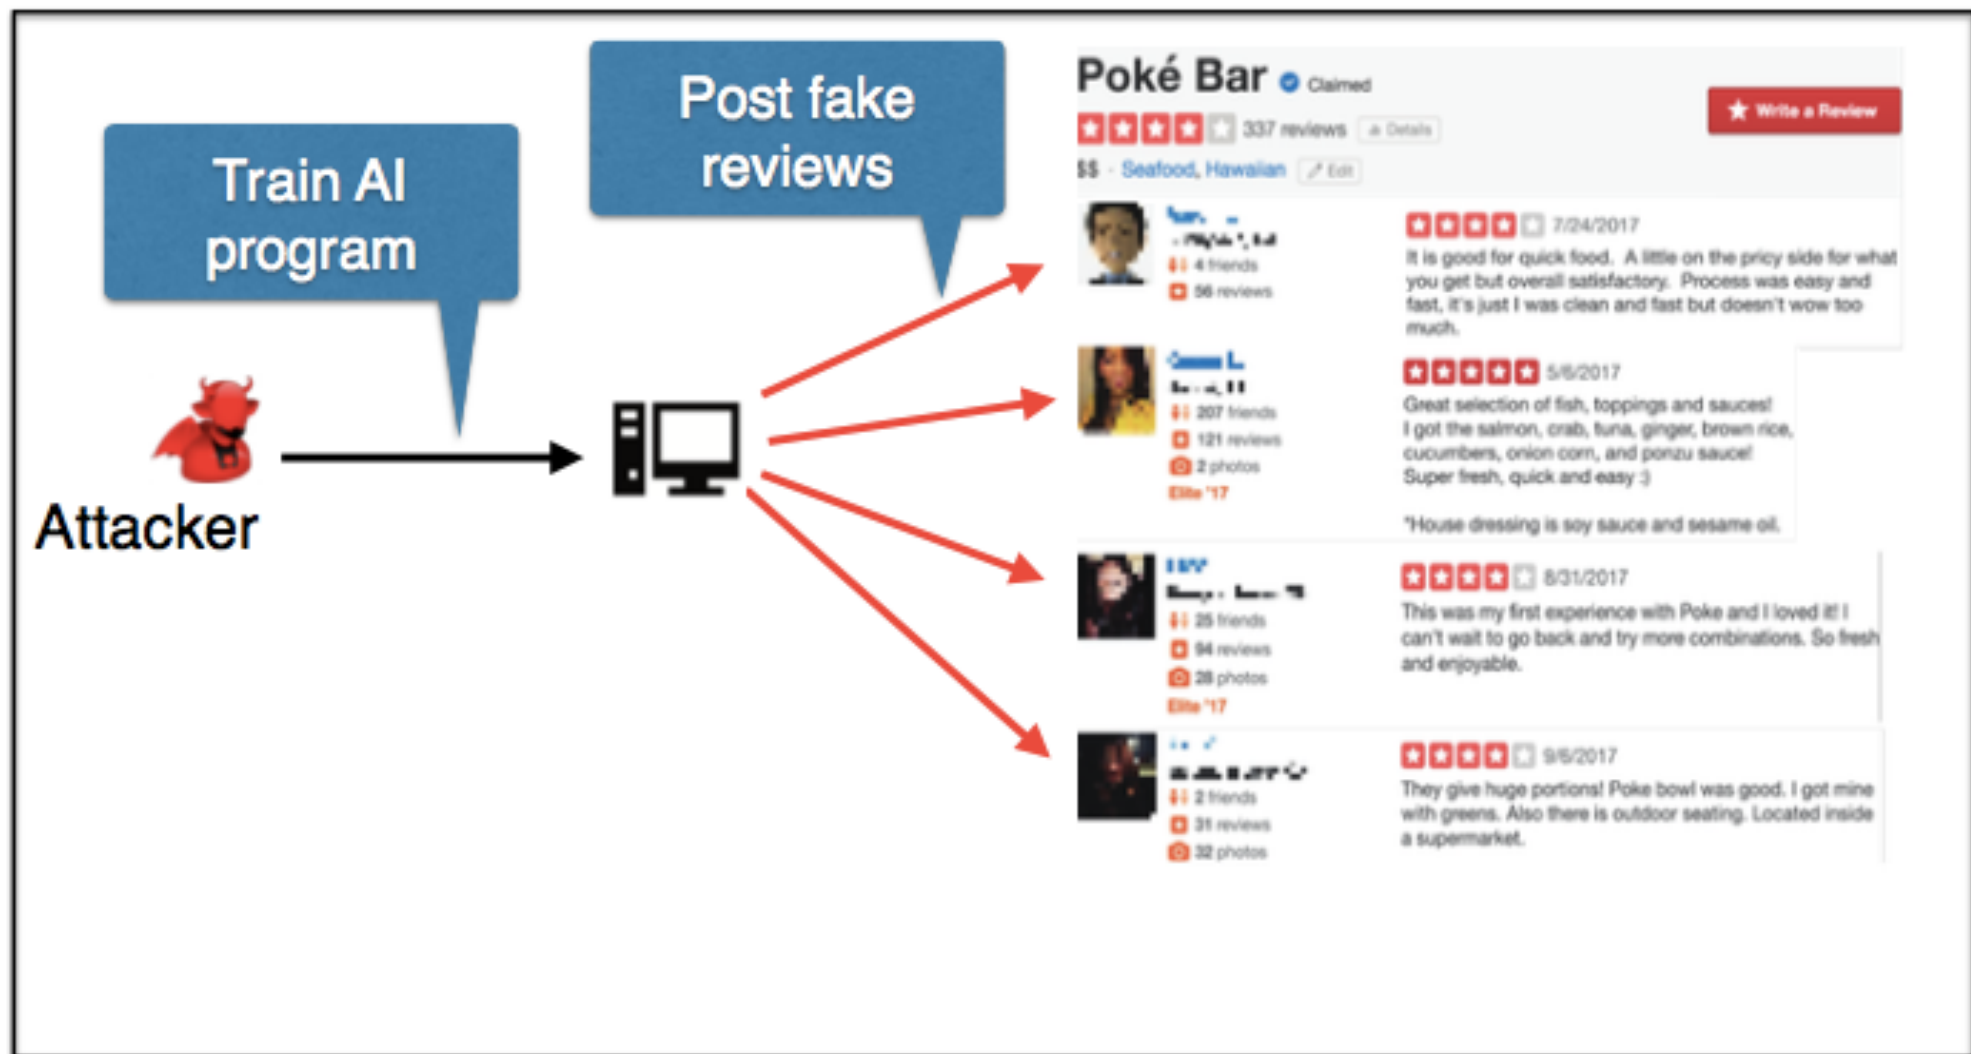 Train AI
program
Post fake
reviews
Attacker
Poké Bar Claimed
337 reviews Details
Write a Review
$$ · Seafood, Hawaiian Edit
4 friends
56 reviews
7/24/2017
It is good for quick food. A little on the pricy side for what
you get but overall satisfactory. Process was easy and
fast, it's just I was clean and fast but doesn't wow too
much.
207 friends
121 reviews
2 photos
Elite '17
5/6/2017
Great selection of fish, toppings and sauces!
I got the salmon, crab, tuna, ginger, brown rice,
cucumbers, onion corn, and ponzu sauce!
Super fresh, quick and easy :)
*House dressing is soy sauce and sesame oil.
25 friends
94 reviews
28 photos
Elite '17
8/31/2017
This was my first experience with Poke and I loved it! I
can't wait to go back and try more combinations. So fresh
and enjoyable.
2 friends
31 reviews
32 photos
9/6/2017
They give huge portions! Poke bowl was good. I got mine
with greens. Also there is outdoor seating. Located inside
a supermarket.